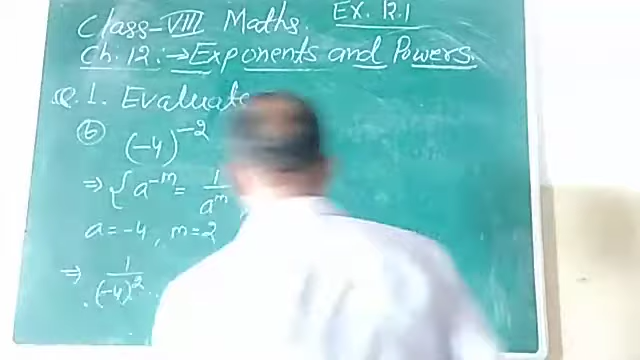 Class-VIII Maths. Ex. 12.1
Ch. 12:→Exponents and Powers.
Q.1. Evaluate
(b) (-4)^-2
⇒ { a^-m = 1/a^m
a = -4, m = 2
⇒ 1/(-4)^2